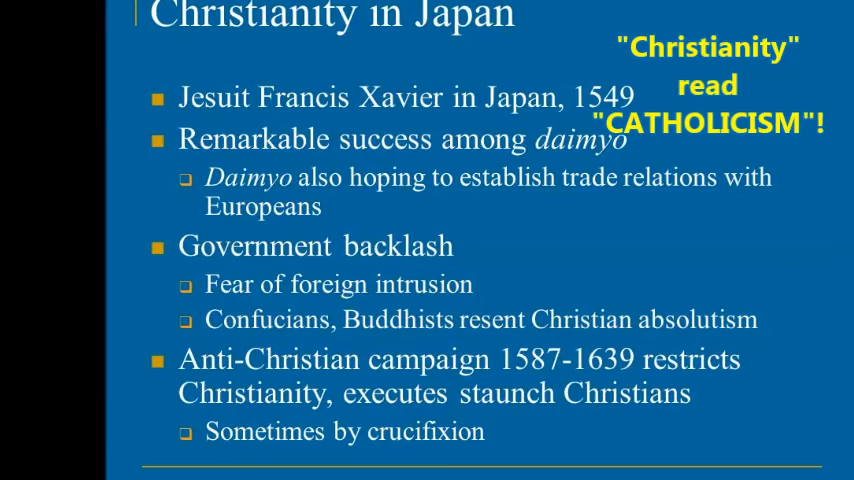 Christianity in Japan
"Christianity"
read
"CATHOLICISM"!
Jesuit Francis Xavier in Japan, 1549
Remarkable success among daimyo
Daimyo also hoping to establish trade relations with
Europeans
Government backlash
Fear of foreign intrusion
Confucians, Buddhists resent Christian absolutism
Anti-Christian campaign 1587-1639 restricts
Christianity, executes staunch Christians
Sometimes by crucifixion